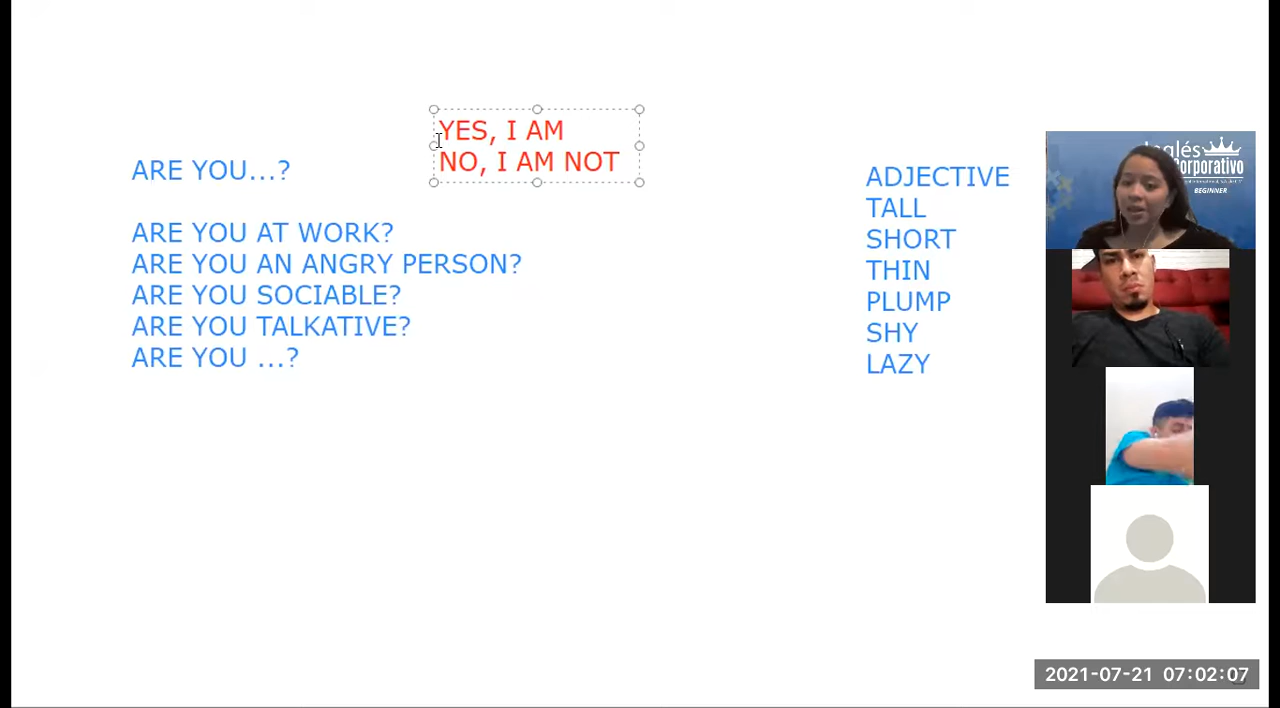 YES, I AM
NO, I AM NOT
ARE YOU...?
ARE YOU AT WORK?
ARE YOU AN ANGRY PERSON?
ARE YOU SOCIABLE?
ARE YOU TALKATIVE?
ARE YOU ...?
ADJECTIVE
TALL
SHORT
THIN
PLUMP
SHY
LAZY
Inglés
Corporativo
BEGINNER
2021-07-21 07:02:07